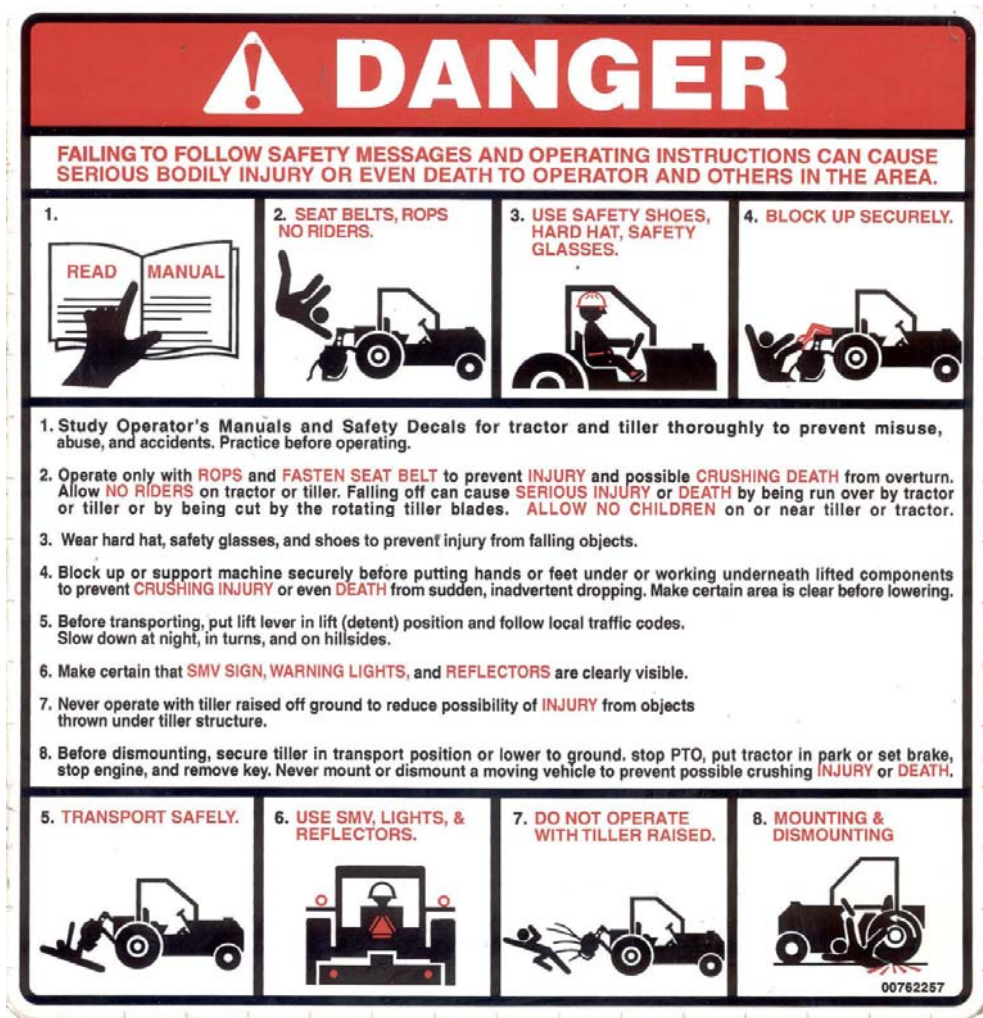 DANGER
FAILING TO FOLLOW SAFETY MESSAGES AND OPERATING INSTRUCTIONS CAN CAUSE
SERIOUS BODILY INJURY OR EVEN DEATH TO OPERATOR AND OTHERS IN THE AREA.
1.
READ MANUAL
2. SEAT BELTS, ROPS
NO RIDERS.
3. USE SAFETY SHOES,
HARD HAT, SAFETY
GLASSES.
4. BLOCK UP SECURELY.
1. Study Operator's Manuals and Safety Decals for tractor and tiller thoroughly to prevent misuse,
abuse, and accidents. Practice before operating.
2. Operate only with ROPS and FASTEN SEAT BELT to prevent INJURY and possible CRUSHING DEATH from overturn.
Allow NO RIDERS on tractor or tiller. Falling off can cause SERIOUS INJURY or DEATH by being run over by tractor
or tiller or by being cut by the rotating tiller blades. ALLOW NO CHILDREN on or near tiller or tractor.
3. Wear hard hat, safety glasses, and shoes to prevent injury from falling objects.
4. Block up or support machine securely before putting hands or feet under or working underneath lifted components
to prevent CRUSHING INJURY or even DEATH from sudden, inadvertent dropping. Make certain area is clear before lowering.
5. Before transporting, put lift lever in lift (detent) position and follow local traffic codes.
Slow down at night, in turns, and on hillsides.
6. Make certain that SMV SIGN, WARNING LIGHTS, and REFLECTORS are clearly visible.
7. Never operate with tiller raised off ground to reduce possibility of INJURY from objects
thrown under tiller structure.
8. Before dismounting, secure tiller in transport position or lower to ground. stop PTO, put tractor in park or set brake,
stop engine, and remove key. Never mount or dismount a moving vehicle to prevent possible crushing INJURY or DEATH.
5. TRANSPORT SAFELY.
6. USE SMV, LIGHTS, &
REFLECTORS.
7. DO NOT OPERATE
WITH TILLER RAISED.
8. MOUNTING &
DISMOUNTING
00762257